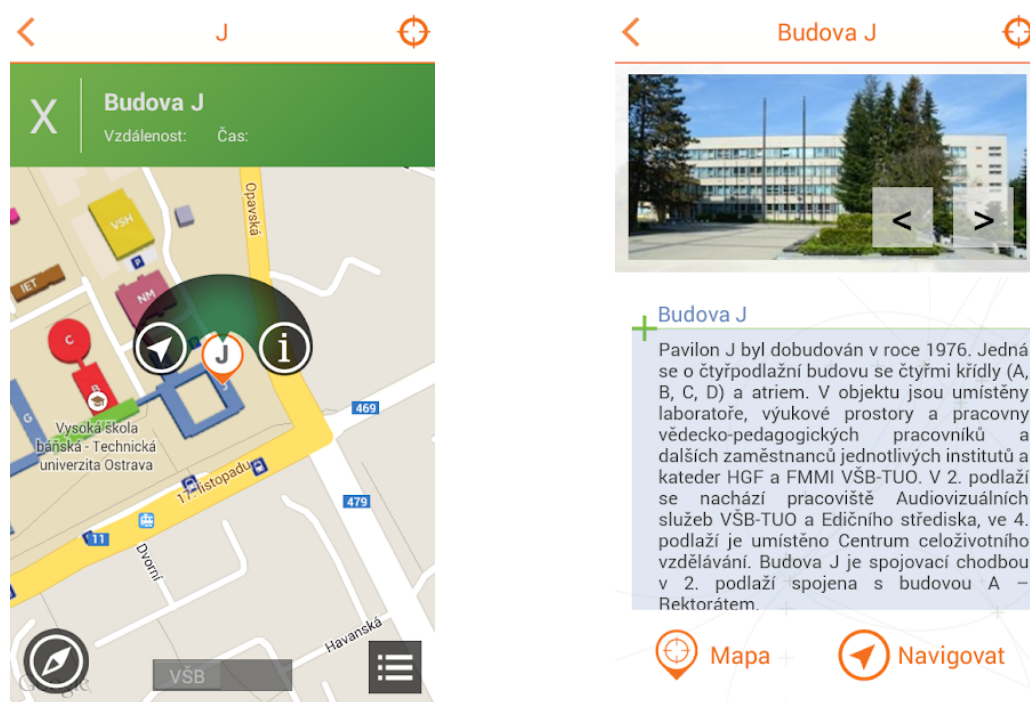 J
X
Budova J
Vzdálenost: Čas:
Opavská
VSH
P
IET
NM
C
J
i
J
G
Vysoká škola
báňská - Technická
univerzita Ostrava
469
17. listopadu
479
11
Dvorní
Havanská
VŠB
Budova J
< >
Budova J
Pavilon J byl dobudován v roce 1976. Jedná
se o čtyřpodlažní budovu se čtyřmi křídly (A,
B, C, D) a atriem. V objektu jsou umístěny
laboratoře, výukové prostory a pracovny
vědecko-pedagogických pracovníků a
dalších zaměstnanců jednotlivých institutů a
kateder HGF a FMMI VŠB-TUO. V 2. podlaží
se nachází pracoviště Audiovizuálních
služeb VŠB-TUO a Edičního střediska, ve 4.
podlaží je umístěno Centrum celoživotního
vzdělávání. Budova J je spojovací chodbou
v 2. podlaží spojena s budovou A –
Rektorátem.
Mapa
Navigovat